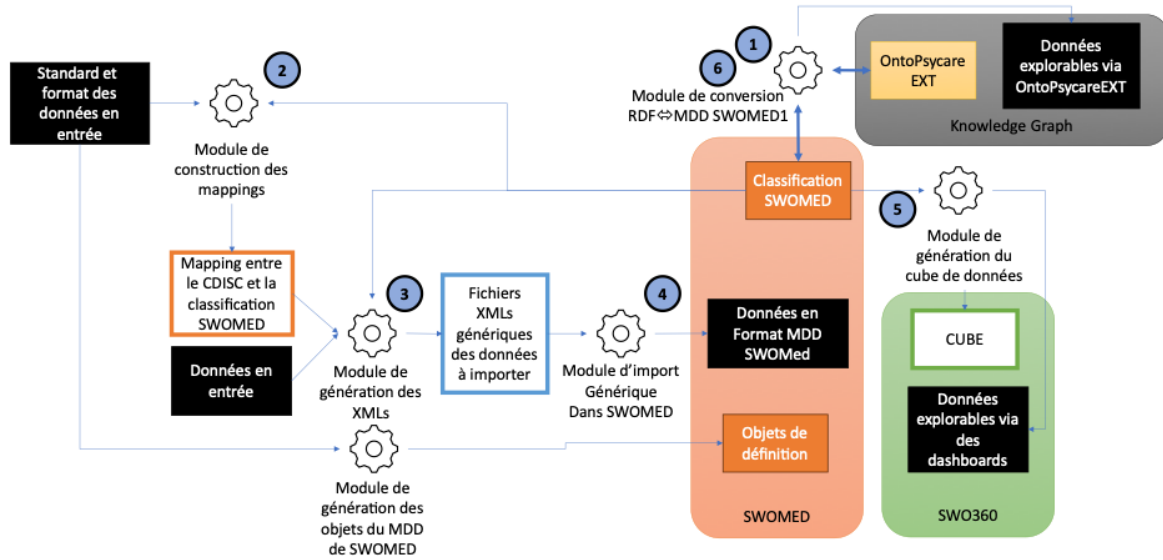 Standard et
format des
données en
entrée
2
Module de
construction des
mappings
1
6
Module de conversion
RDF⇔MDD SWOMED1
OntoPsycare
EXT
Données
explorables via
OntoPsycareEXT
Knowledge Graph
Classification
SWOMED
5
Module de
génération du
cube de données
Mapping entre
le CDISC et la
classification
SWOMED
Données en
entrée
3
Module de
génération des
XMLs
Fichiers
XMLs
génériques
des données
à importer
4
Module d’import
Générique
Dans SWOMED
Données en
Format MDD
SWOMed
Objets de
définition
SWOMED
CUBE
Données
explorables via
des
dashboards
SWO360
Module de
génération des
objets du MDD
de SWOMED